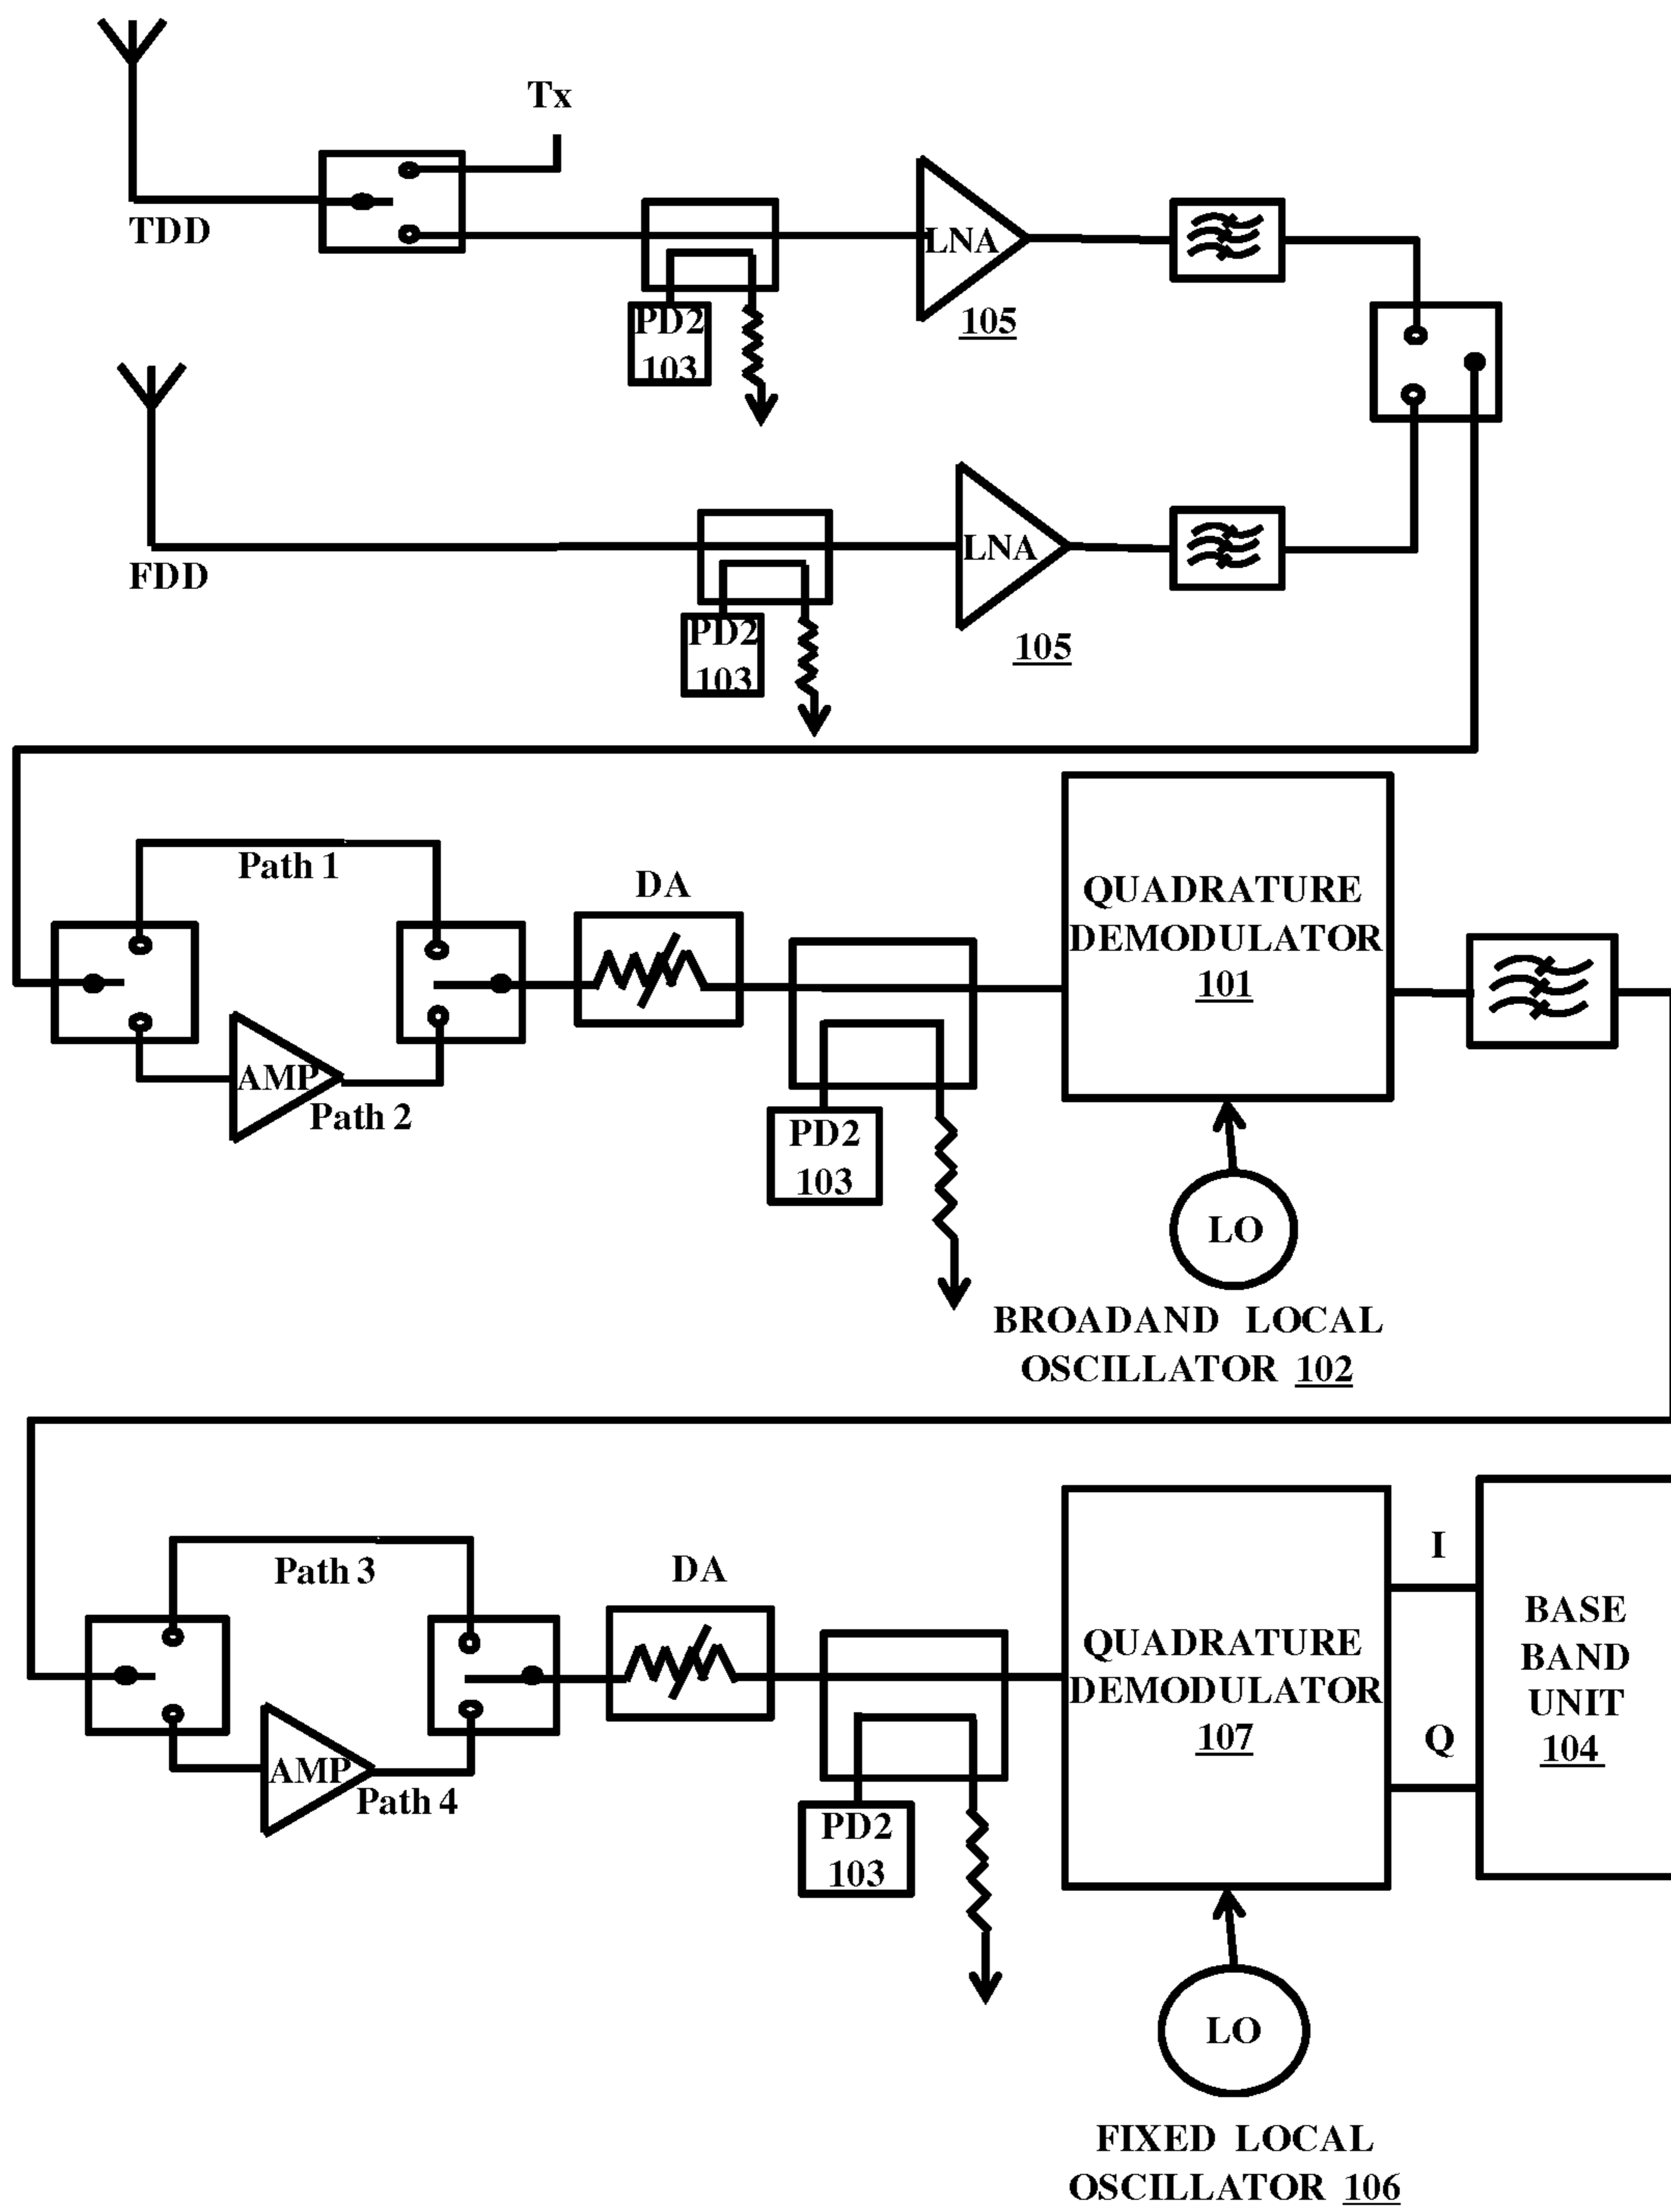 Tx
TDD
LNA
105
PD2
103
FDD
LNA
105
PD2
103
Path 1
DA
QUADRATURE
DEMODULATOR
101
AMP
Path 2
PD2
103
LO
BROADAND LOCAL
OSCILLATOR 102
Path 3
DA
QUADRATURE
DEMODULATOR
107
I
Q
BASE
BAND
UNIT
104
AMP
Path 4
PD2
103
LO
FIXED LOCAL
OSCILLATOR 106